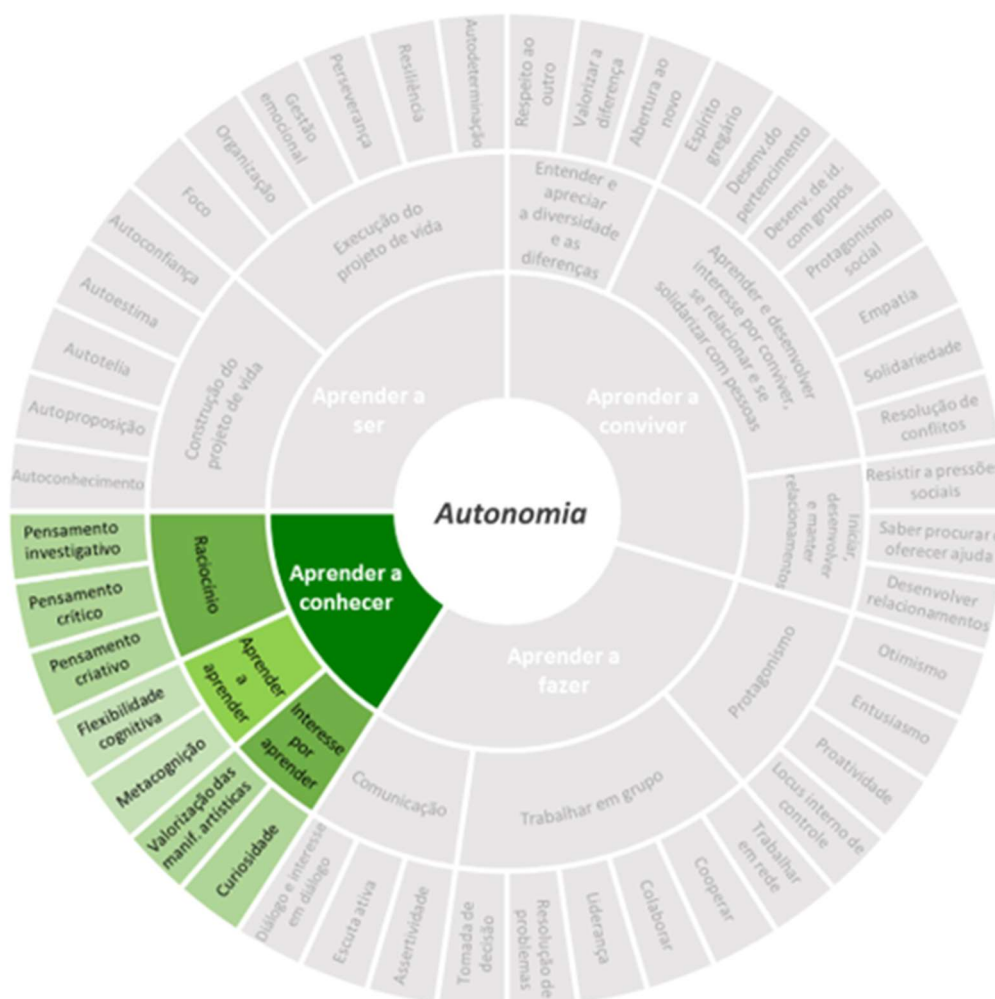 Autonomia
Aprender a
ser
Construção do
projeto de vida
Autoconhecimento
Autoproposição
Autotelia
Autoestima
Autoconfiança
Execução do
projeto de vida
Foco
Organização
Gestão
emocional
Perseverança
Resiliência
Autodeterminação
Aprender a
conviver
Entender e
apreciar
a diversidade
e as
diferenças
Respeito ao
outro
Valorizar a
diferença
Abertura ao
novo
Aprender e desenvolver
interesse por conviver,
se relacionar e se
solidarizar com pessoas
Espírito
gregário
Desenv.do
pertencimento
Desenv. de id.
com grupos
Protagonismo
social
Empatia
Solidariedade
Resolução de
conflitos
Iniciar,
desenvolver
e manter
relacionamentos
Resistir a pressões
sociais
Saber procurar e
oferecer ajuda
Desenvolver
relacionamentos
Aprender a
fazer
Protagonismo
Otimismo
Entusiasmo
Proatividade
Locus interno de
controle
Trabalhar em grupo
Trabalhar
em rede
Cooperar
Colaborar
Liderança
Resolução de
problemas
Tomada de
decisão
Comunicação
Assertividade
Escuta ativa
Diálogo e interesse
em diálogo
Aprender a
conhecer
Interesse
por
aprender
Curiosidade
Valorização das
manif. artísticas
Aprender
a
aprender
Metacognição
Flexibilidade
cognitiva
Raciocínio
Pensamento
criativo
Pensamento
crítico
Pensamento
investigativo